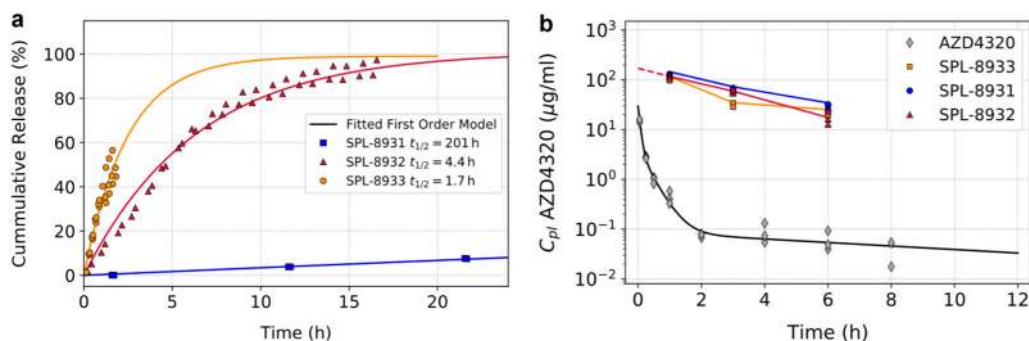 a
Cummulative Release (%)
100
80
60
40
20
0
0 5 10 15 20
Time (h)
Fitted First Order Model
SPL-8931 t1/2 = 201 h
SPL-8932 t1/2 = 4.4 h
SPL-8933 t1/2 = 1.7 h
b
Cpl AZD4320 (μg/ml)
10³
10²
10¹
10⁰
10⁻¹
10⁻²
0 2 4 6 8 10 12
Time (h)
AZD4320
SPL-8933
SPL-8931
SPL-8932